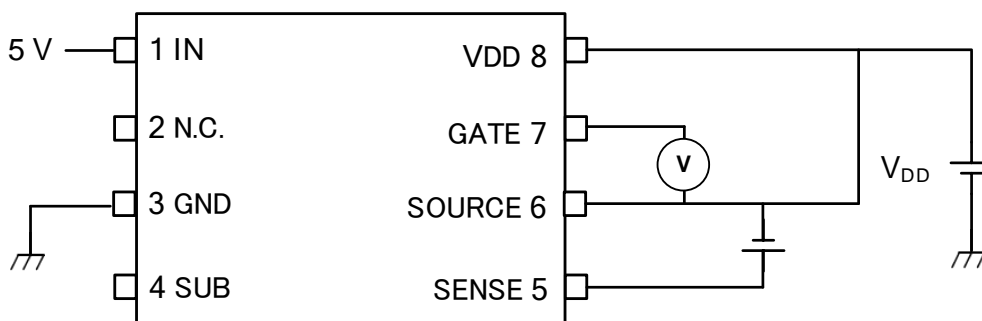 5 V
1 IN
VDD 8
2 N.C.
GATE 7
V
VDD
3 GND
SOURCE 6
4 SUB
SENSE 5